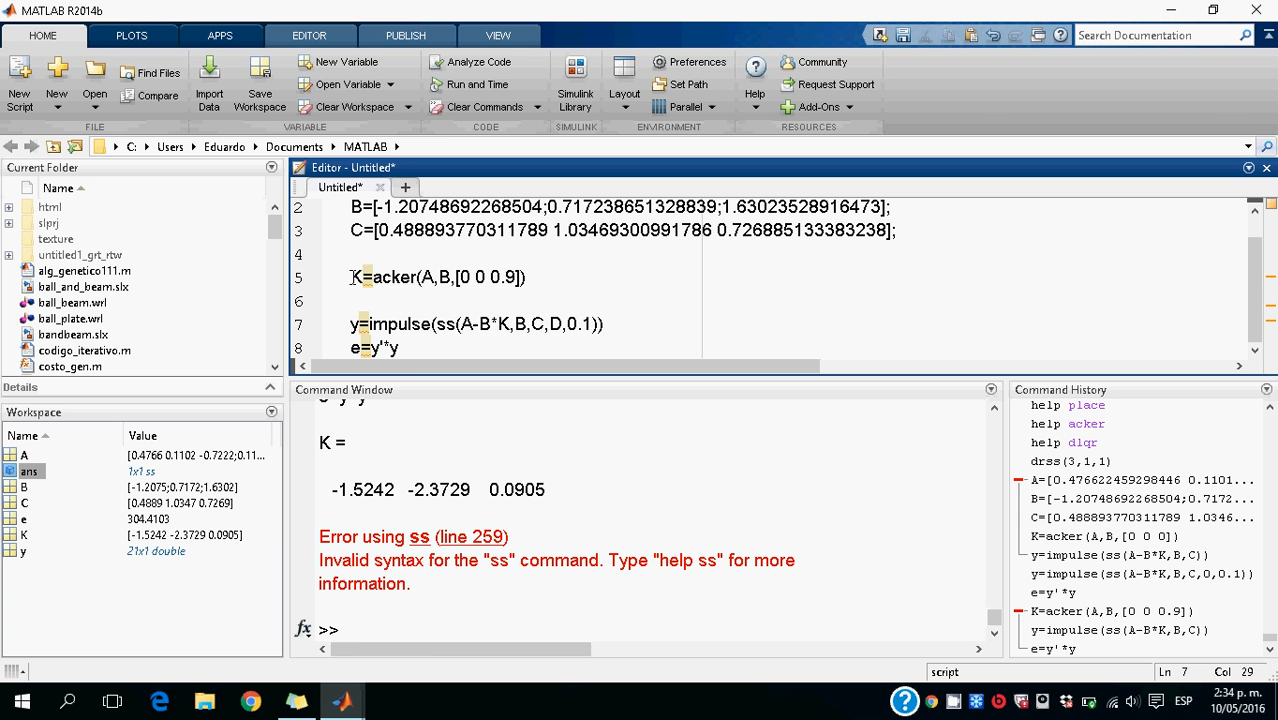 MATLAB R2014b
HOME PLOTS APPS EDITOR PUBLISH VIEW Search Documentation
New Script New Open Find Files Compare Import Data Save Workspace New Variable Open Variable Clear Workspace Analyze Code Run and Time Clear Commands Simulink Library Layout Preferences Set Path Parallel Help Community Request Support Add-Ons
FILE VARIABLE CODE SIMULINK ENVIRONMENT RESOURCES
C: Users Eduardo Documents MATLAB
Current Folder
Name
html
slprj
texture
untitled1_grt_rtw
alg_genetico111.m
ball_and_beam.slx
ball_beam.wrl
ball_plate.wrl
bandbeam.slx
codigo_iterativo.m
costo_gen.m
Details
Workspace
Name Value
A [0.4766 0.1102 -0.7222;0.11...
ans 1x1 ss
B [-1.2075;0.7172;1.6302]
C [0.4889 1.0347 0.7269]
e 304.4103
K [-1.5242 -2.3729 0.0905]
y 21x1 double
Editor - Untitled*
Untitled*
2 B=[-1.20748692268504;0.717238651328839;1.63023528916473];
3 C=[0.488893770311789 1.03469300991786 0.726885133383238];
4
5 K=acker(A,B,[0 0 0.9])
6
7 y=impulse(ss(A-B*K,B,C,D,0.1))
8 e=y'*y
Command Window
K =
-1.5242 -2.3729 0.0905
Error using ss (line 259)
Invalid syntax for the "ss" command. Type "help ss" for more
information.
fx >>
Command History
help place
help acker
help dlqr
drss(3,1,1)
A=[0.476622459298446 0.1101...
B=[-1.20748692268504;0.7172...
C=[0.488893770311789 1.0346...
K=acker(A,B,[0 0 0])
y=impulse(ss(A-B*K,B,C))
y=impulse(ss(A-B*K,B,C,0,0.1))
e=y'*y
K=acker(A,B,[0 0 0.9])
y=impulse(ss(A-B*K,B,C))
e=y'*y
script Ln 7 Col 29
ESP
2:34 p. m.
10/05/2016